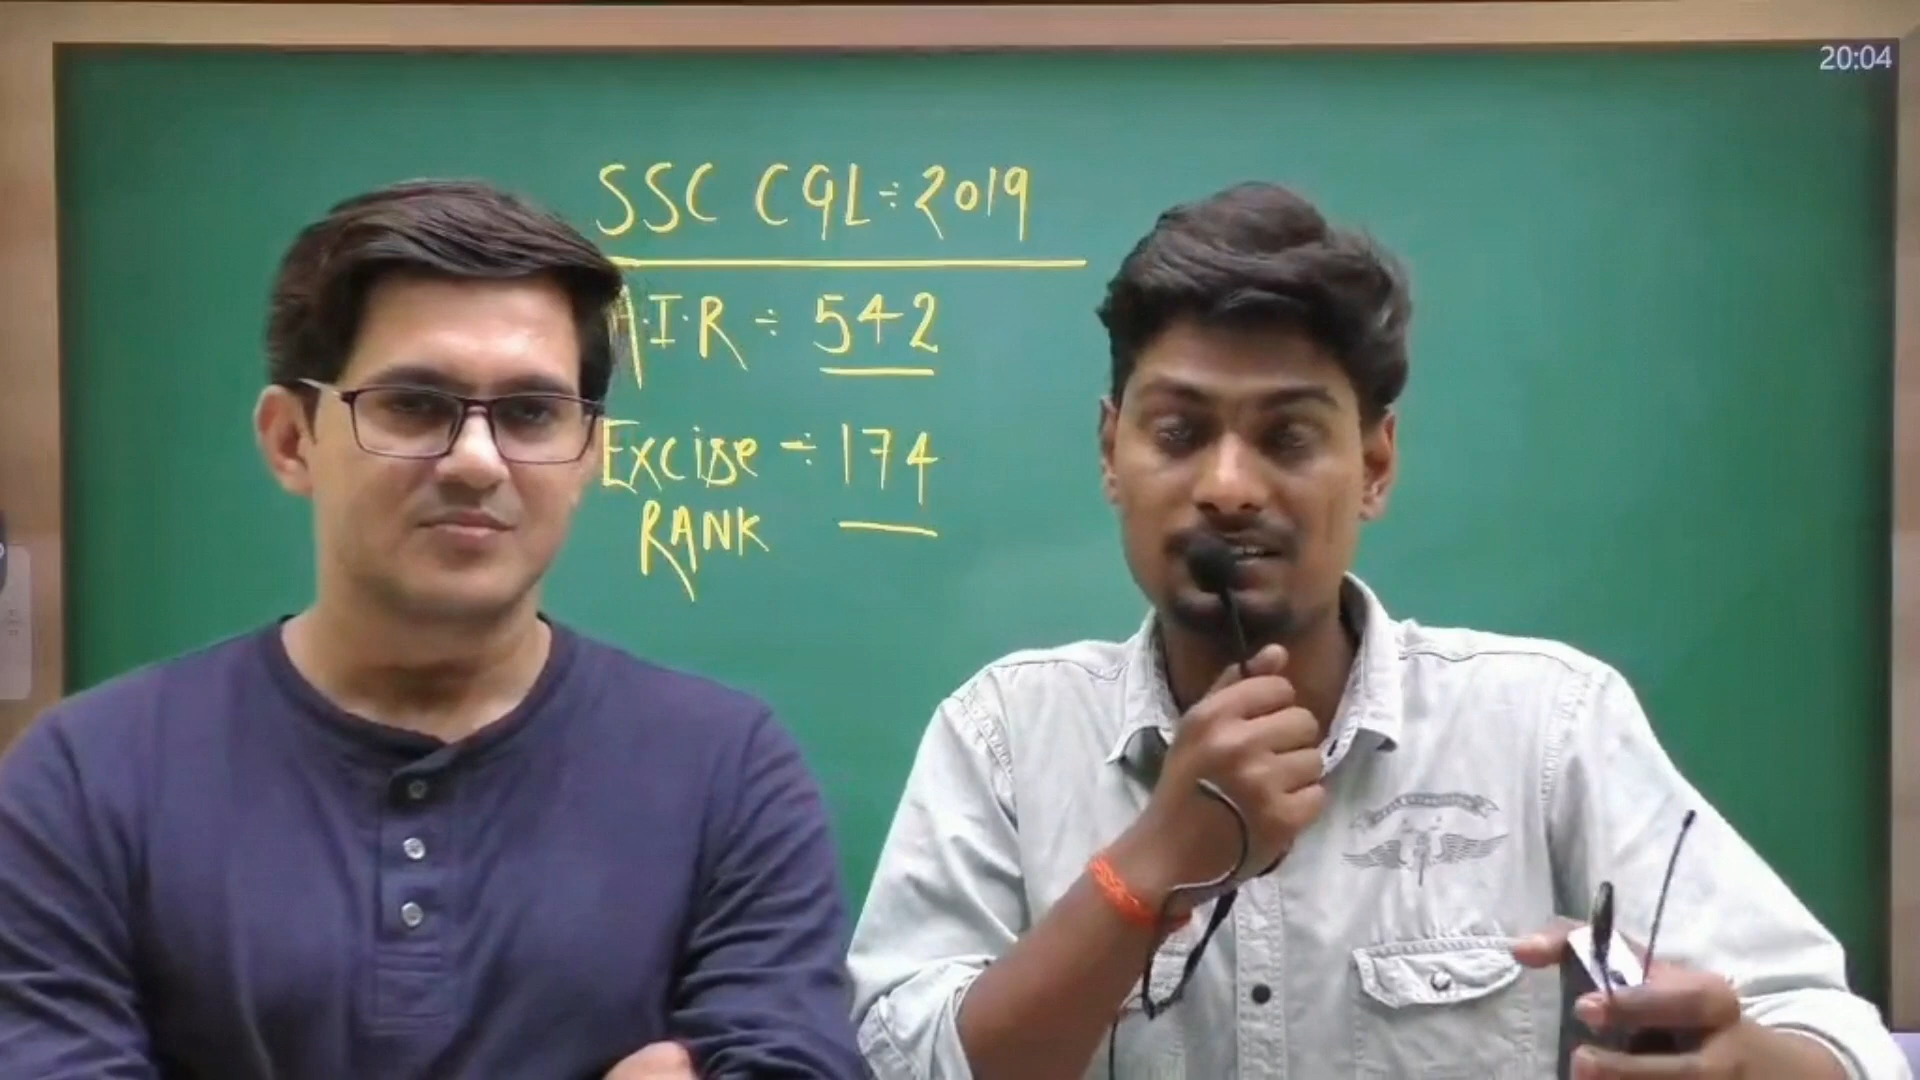 20:04
SSC CGL÷2019
A.I.R ÷ 542
Excise ÷ 174
RANK